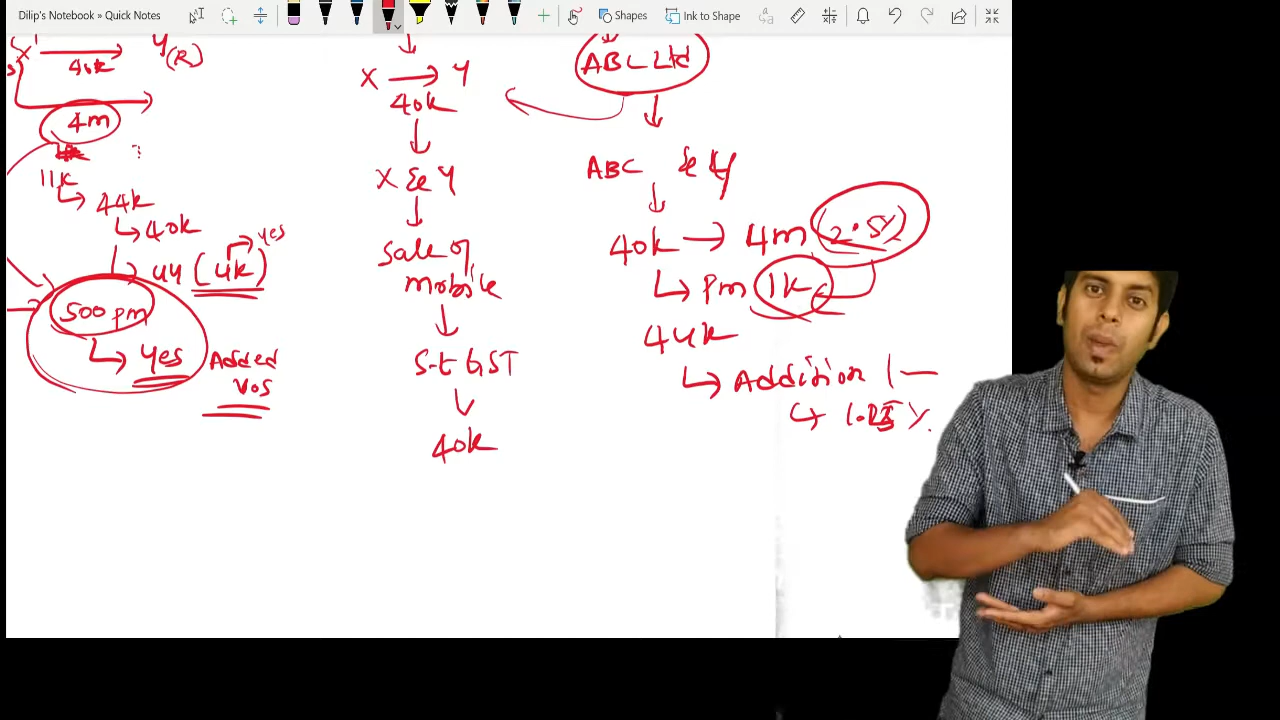 Dilip's Notebook » Quick Notes
Shapes
Ink to Shape
X → Y (R)
40k
4m
11k
44k
40k
44 (4k) yes
500 pm
Yes
Added
VOS
X → Y
40k
X & Y
Sale of
mobile
S-t GST
40k
ABC Ltd
ABC & Y
40k → 4m (2.5%)
Pm 1k
44k
Addition